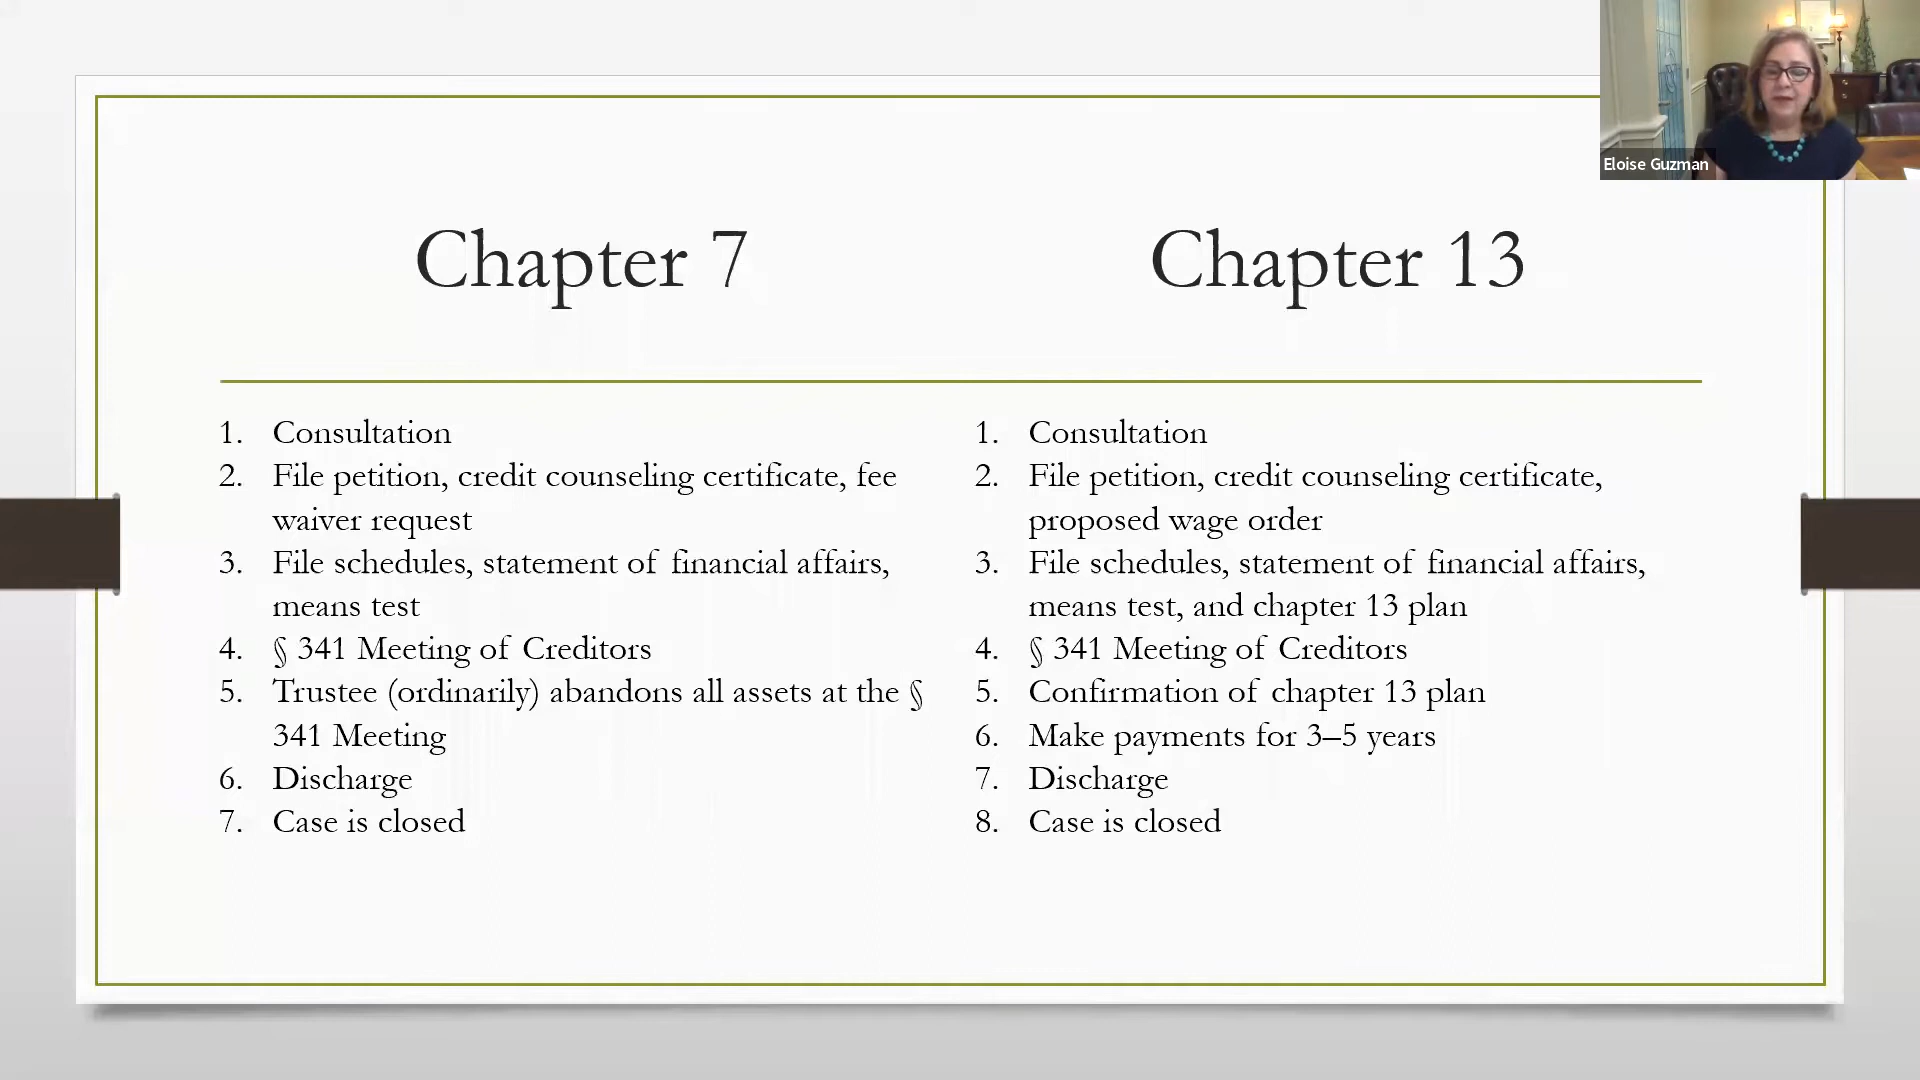 Eloise Guzman
Chapter 7
Chapter 13
1. Consultation
2. File petition, credit counseling certificate, fee
waiver request
3. File schedules, statement of financial affairs,
means test
4. § 341 Meeting of Creditors
5. Trustee (ordinarily) abandons all assets at the §
341 Meeting
6. Discharge
7. Case is closed
1. Consultation
2. File petition, credit counseling certificate,
proposed wage order
3. File schedules, statement of financial affairs,
means test, and chapter 13 plan
4. § 341 Meeting of Creditors
5. Confirmation of chapter 13 plan
6. Make payments for 3–5 years
7. Discharge
8. Case is closed